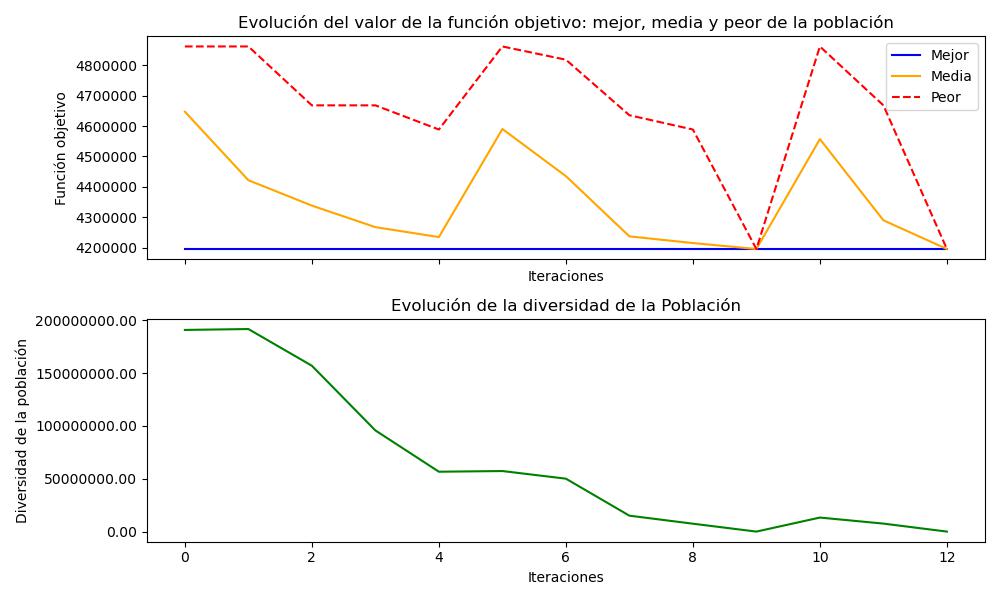 Evolución del valor de la función objetivo: mejor, media y peor de la población
Función objetivo
4800000
4700000
4600000
4500000
4400000
4300000
4200000
Mejor
Media
Peor
Iteraciones
Evolución de la diversidad de la Población
Diversidad de la población
200000000.00
150000000.00
100000000.00
50000000.00
0.00
0 2 4 6 8 10 12
Iteraciones